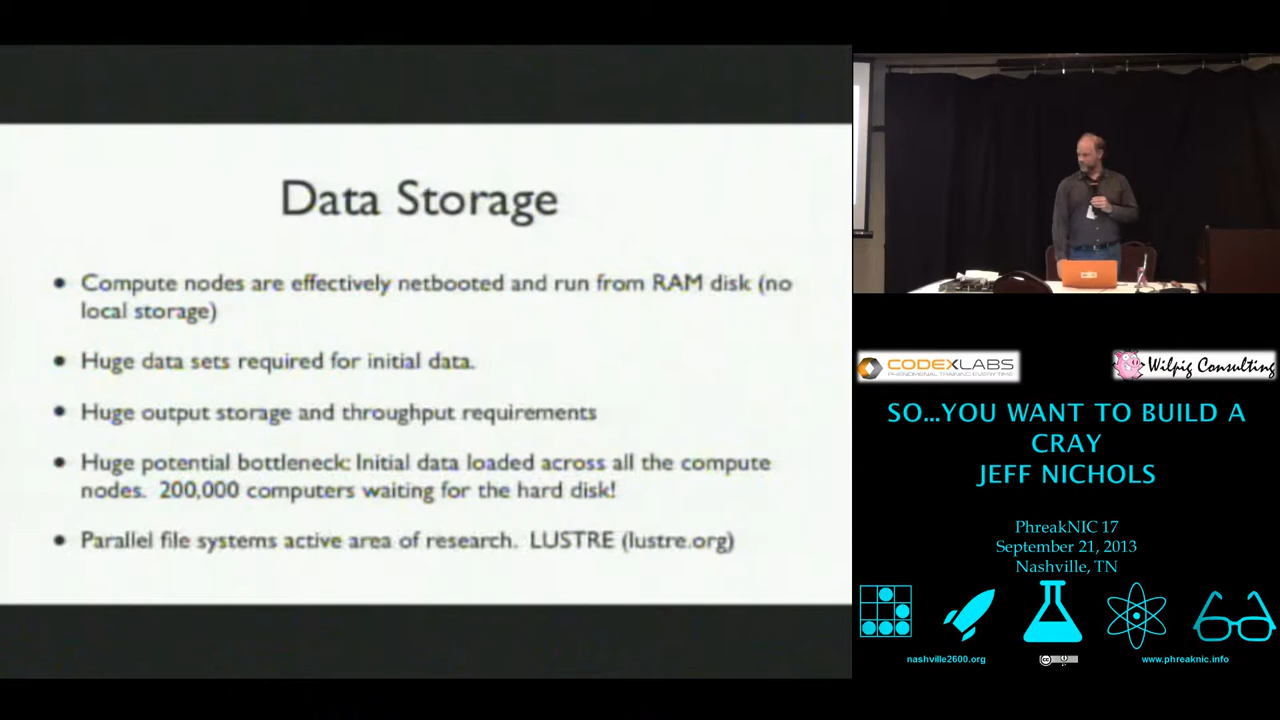 Data Storage
Compute nodes are effectively netbooted and run from RAM disk (no
local storage)
Huge data sets required for initial data.
Huge output storage and throughput requirements
Huge potential bottleneck: Initial data loaded across all the compute
nodes. 200,000 computers waiting for the hard disk!
Parallel file systems active area of research. LUSTRE (lustre.org)
CODEXLABS
PHENOMENAL TRAINING EVERYTIME
Wilpig Consulting
SO...YOU WANT TO BUILD A
CRAY
JEFF NICHOLS
PhreakNIC 17
September 21, 2013
Nashville, TN
nashville2600.org
www.phreaknic.info